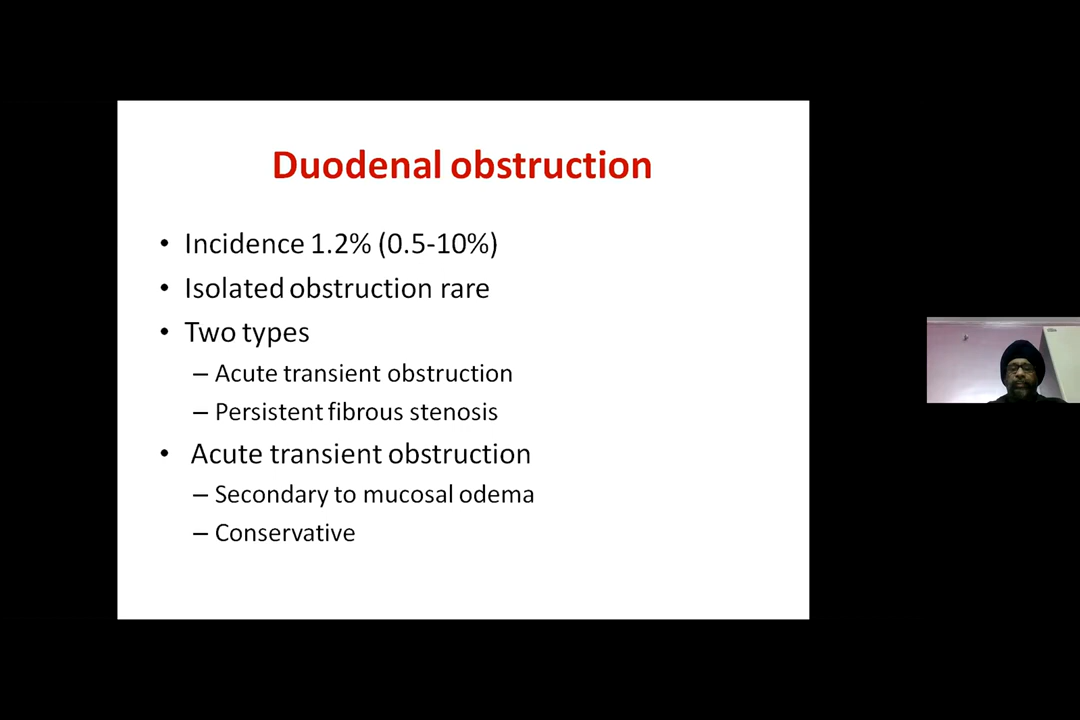 Duodenal obstruction
• Incidence 1.2% (0.5-10%)
• Isolated obstruction rare
• Two types
– Acute transient obstruction
– Persistent fibrous stenosis
• Acute transient obstruction
– Secondary to mucosal odema
– Conservative